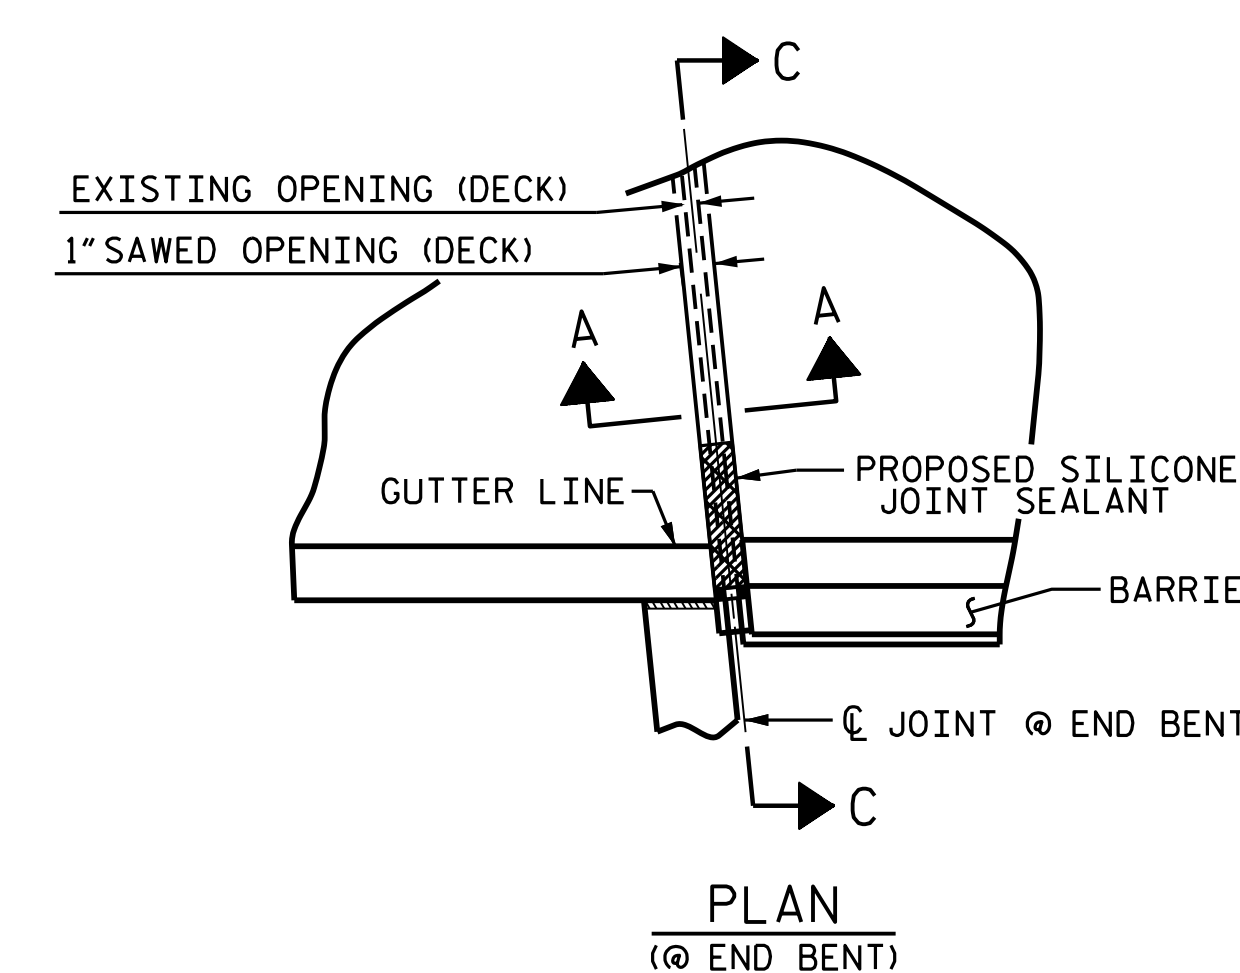 C
EXISTING OPENING (DECK)
1" SAWED OPENING (DECK)
A
A
PROPOSED SILICONE
JOINT SEALANT
GUTTER LINE
BARRIE
℄ JOINT @ END BENT
C
PLAN
(@ END BENT)